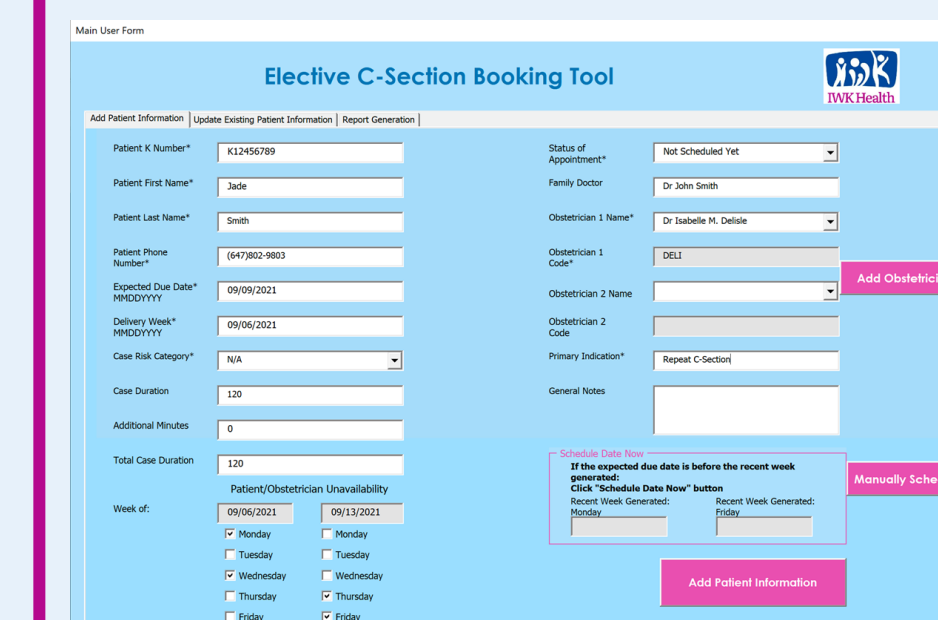 Main User Form
Elective C-Section Booking Tool
IWK Health
Add Patient Information Update Existing Patient Information Report Generation
Patient K Number* K12456789
Patient First Name* Jade
Patient Last Name* Smith
Patient Phone
Number* (647)802-9803
Expected Due Date*
MMDDYYYY 09/09/2021
Delivery Week*
MMDDYYYY 09/06/2021
Case Risk Category* N/A
Case Duration 120
Additional Minutes 0
Total Case Duration 120
Patient/Obstetrician Unavailability
Week of: 09/06/2021 09/13/2021
Monday Monday
Tuesday Tuesday
Wednesday Wednesday
Thursday Thursday
Friday Friday
Status of
Appointment* Not Scheduled Yet
Family Doctor Dr John Smith
Obstetrician 1 Name* Dr Isabelle M. Delisle
Obstetrician 1
Code* DELI
Add Obstetrici
Obstetrician 2 Name
Obstetrician 2
Code
Primary Indication* Repeat C-Section
General Notes
Schedule Date Now
If the expected due date is before the recent week
generated:
Click "Schedule Date Now" button
Recent Week Generated: Recent Week Generated:
Monday Friday
Manually Sche
Add Patient Information